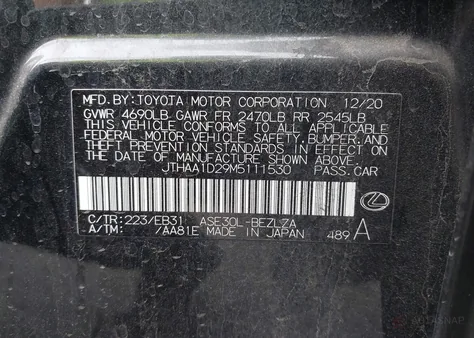 MFD. BY: TOYOTA MOTOR CORPORATION 12/20
GVWR 4690LB GAWR FR 2470LB RR 2545LB
THIS VEHICLE CONFORMS TO ALL APPLICABLE
FEDERAL MOTOR VEHICLE SAFETY, BUMPER, AND
THEFT PREVENTION STANDARDS IN EFFECT ON
THE DATE OF MANUFACTURE SHOWN ABOVE.
JTHAA1D29M5111530 PASS. CAR
C/TR: 223/EB31 ASE30L-BEZLZA
A/TM: /AA81E MADE IN JAPAN 489 A